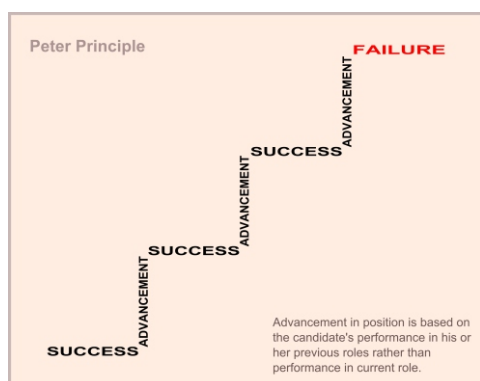 Peter Principle
FAILURE
ADVANCEMENT
SUCCESS
ADVANCEMENT
SUCCESS
ADVANCEMENT
SUCCESS
Advancement in position is based on
the candidate's performance in his or
her previous roles rather than
performance in current role.